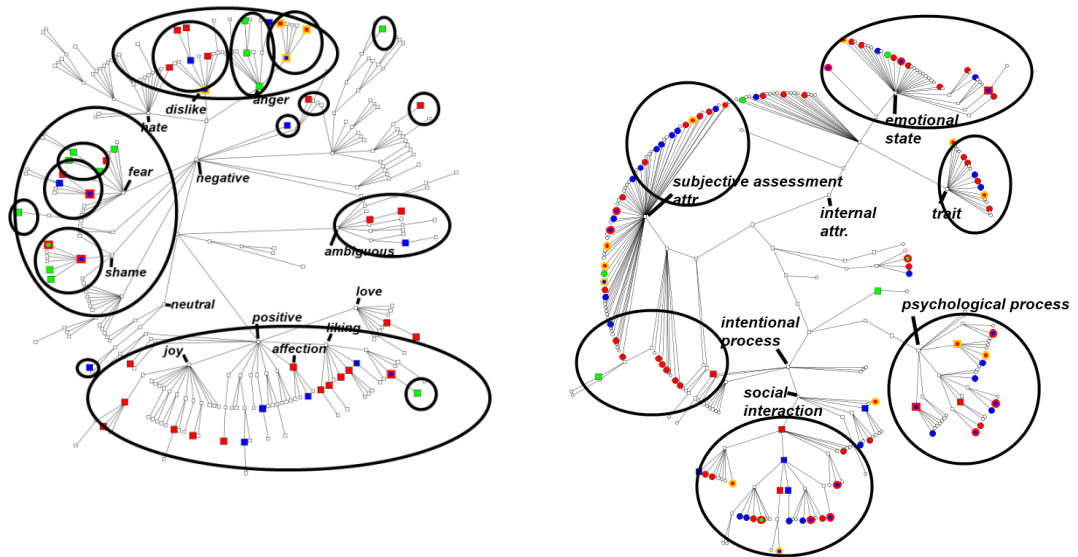 dislike
anger
hate
fear
negative
shame
ambiguous
neutral
positive
love
liking
joy
affection
emotional
state
subjective assessment
attr.
internal
attr.
trait
intentional
process
psychological process
social
interaction